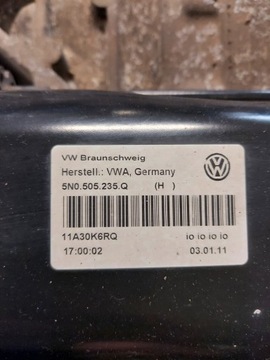 VW Braunschweig
Herstell.: VWA, Germany
5N0.505.235.Q (H )
11A30K6RQ io io io io
17:00:02 03.01.11